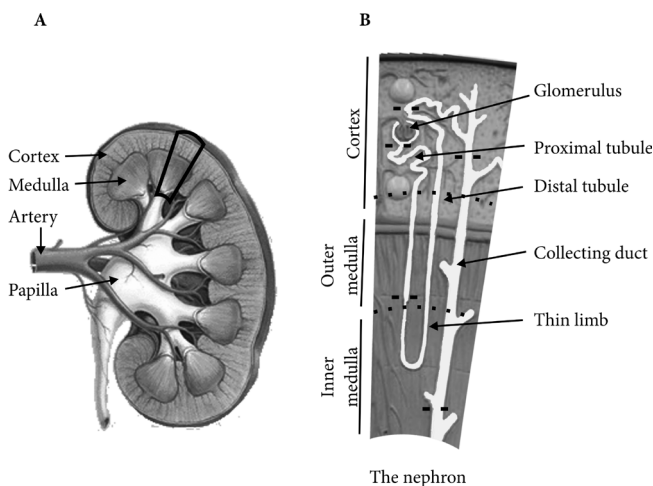 A
B
Cortex
Medulla
Artery
Papilla
Cortex
Outer
medulla
Inner
medulla
Glomerulus
Proximal tubule
Distal tubule
Collecting duct
Thin limb
The nephron